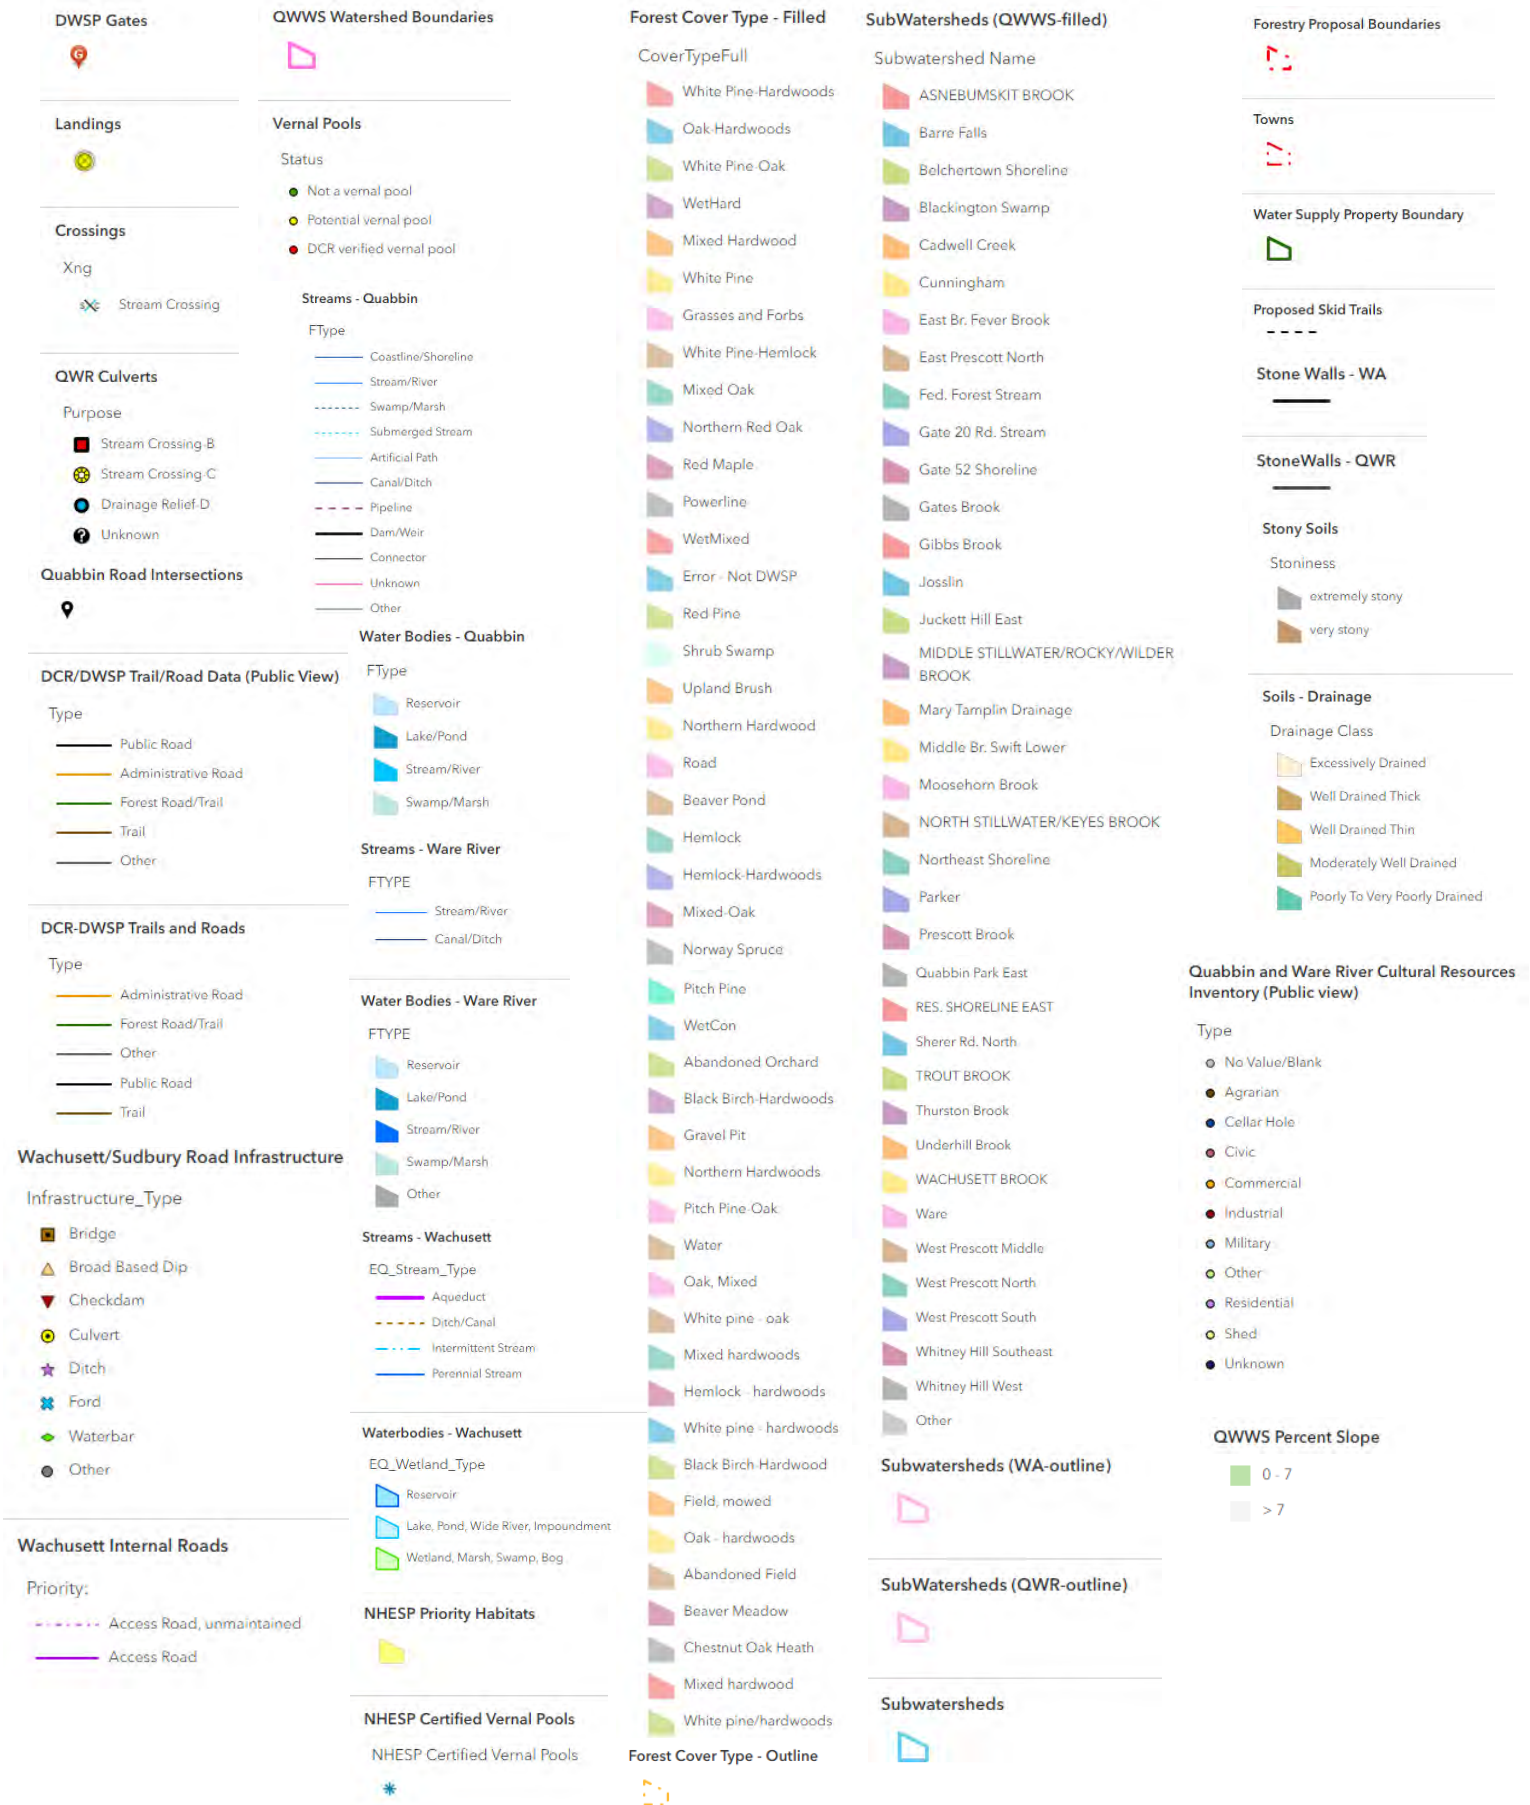 DWSP Gates
G
Landings
Crossings
Xng
Stream Crossing
QWR Culverts
Purpose
Stream Crossing-B
Stream Crossing-C
Drainage Relief-D
?
Unknown
Quabbin Road Intersections
DCR/DWSP Trail/Road Data (Public View)
Type
Public Road
Administrative Road
Forest Road/Trail
Trail
Other
DCR-DWSP Trails and Roads
Type
Administrative Road
Forest Road/Trail
Other
Public Road
Trail
Wachusett/Sudbury Road Infrastructure
Infrastructure_Type
Bridge
Broad Based Dip
Checkdam
Culvert
Ditch
Ford
Waterbar
Other
Wachusett Internal Roads
Priority:
Access Road, unmaintained
Access Road
QWWS Watershed Boundaries
Vernal Pools
Status
Not a vernal pool
Potential vernal pool
DCR verified vernal pool
Streams - Quabbin
FType
Coastline/Shoreline
Stream/River
Swamp/Marsh
Submerged Stream
Artificial Path
Canal/Ditch
Pipeline
Dam/Weir
Connector
Unknown
Other
Water Bodies - Quabbin
FType
Reservoir
Lake/Pond
Stream/River
Swamp/Marsh
Streams - Ware River
FTYPE
Stream/River
Canal/Ditch
Water Bodies - Ware River
FTYPE
Reservoir
Lake/Pond
Stream/River
Swamp/Marsh
Other
Streams - Wachusett
EQ_Stream_Type
Aqueduct
Ditch/Canal
Intermittent Stream
Perennial Stream
Waterbodies - Wachusett
EQ_Wetland_Type
Reservoir
Lake, Pond, Wide River, Impoundment
Wetland, Marsh, Swamp, Bog
NHESP Priority Habitats
NHESP Certified Vernal Pools
NHESP Certified Vernal Pools
Forest Cover Type - Filled
CoverTypeFull
White Pine-Hardwoods
Oak-Hardwoods
White Pine-Oak
WetHard
Mixed Hardwood
White Pine
Grasses and Forbs
White Pine-Hemlock
Mixed Oak
Northern Red Oak
Red Maple
Powerline
WetMixed
Error - Not DWSP
Red Pine
Shrub Swamp
Upland Brush
Northern Hardwood
Road
Beaver Pond
Hemlock
Hemlock-Hardwoods
Mixed-Oak
Norway Spruce
Pitch Pine
WetCon
Abandoned Orchard
Black Birch-Hardwoods
Gravel Pit
Northern Hardwoods
Pitch Pine-Oak
Water
Oak, Mixed
White pine - oak
Mixed hardwoods
Hemlock - hardwoods
White pine - hardwoods
Black Birch-Hardwood
Field, mowed
Oak - hardwoods
Abandoned Field
Beaver Meadow
Chestnut Oak Heath
Mixed hardwood
White pine/hardwoods
Forest Cover Type - Outline
SubWatersheds (QWWS-filled)
Subwatershed Name
ASNEBUMSKIT BROOK
Barre Falls
Belchertown Shoreline
Blackington Swamp
Cadwell Creek
Cunningham
East Br. Fever Brook
East Prescott North
Fed. Forest Stream
Gate 20 Rd. Stream
Gate 52 Shoreline
Gates Brook
Gibbs Brook
Josslin
Juckett Hill East
MIDDLE STILLWATER/ROCKY/WILDER
BROOK
Mary Tamplin Drainage
Middle Br. Swift Lower
Moosehorn Brook
NORTH STILLWATER/KEYES BROOK
Northeast Shoreline
Parker
Prescott Brook
Quabbin Park East
RES. SHORELINE EAST
Sherer Rd. North
TROUT BROOK
Thurston Brook
Underhill Brook
WACHUSETT BROOK
Ware
West Prescott Middle
West Prescott North
West Prescott South
Whitney Hill Southeast
Whitney Hill West
Other
Subwatersheds (WA-outline)
SubWatersheds (QWR-outline)
Subwatersheds
Forestry Proposal Boundaries
Towns
Water Supply Property Boundary
Proposed Skid Trails
Stone Walls - WA
StoneWalls - QWR
Stony Soils
Stoniness
extremely stony
very stony
Soils - Drainage
Drainage Class
Excessively Drained
Well Drained Thick
Well Drained Thin
Moderately Well Drained
Poorly To Very Poorly Drained
Quabbin and Ware River Cultural Resources
Inventory (Public view)
Type
No Value/Blank
Agrarian
Cellar Hole
Civic
Commercial
Industrial
Military
Other
Residential
Shed
Unknown
QWWS Percent Slope
0 - 7
> 7